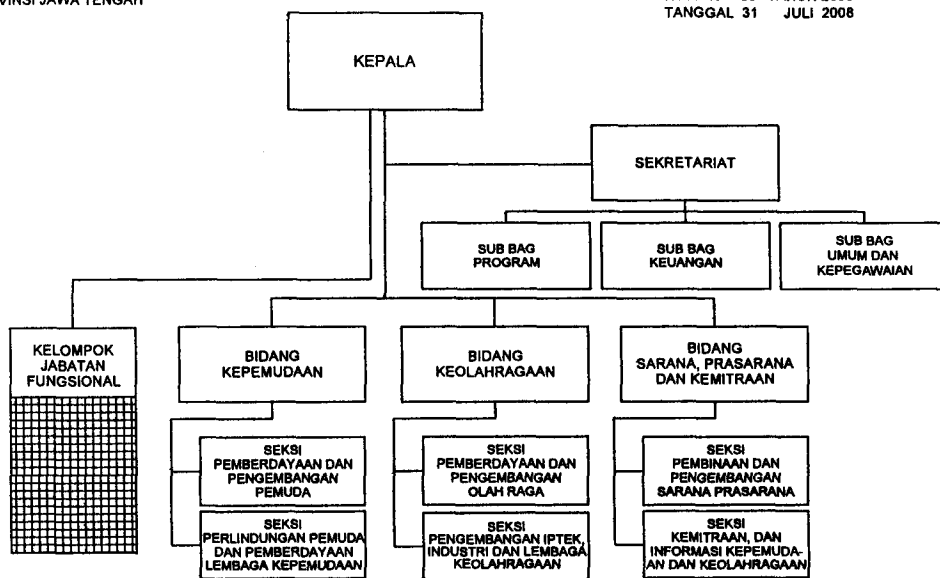 JAWA TENGAH
TANGGAL 31 JULI 2008
KEPALA
SEKRETARIAT
SUB BAG
PROGRAM
SUB BAG
KEUANGAN
SUB BAG
UMUM DAN
KEPEGAWAIAN
KELOMPOK
JABATAN
FUNGSIONAL
BIDANG
KEPEMUDAAN
BIDANG
KEOLAHRAGAAN
BIDANG
SARANA, PRASARANA
DAN KEMITRAAN
SEKSI
PEMBERDAYAAN DAN
PENGEMBANGAN
PEMUDA
SEKSI
PERLINDUNGAN PEMUDA
DAN PEMBERDAYAAN
LEMBAGA KEPEMUDAAN
SEKSI
PEMBERDAYAAN DAN
PENGEMBANGAN
OLAH RAGA
SEKSI
PENGEMBANGAN IPTEK,
INDUSTRI DAN LEMBAGA
KEOLAHRAGAAN
SEKSI
PEMBINAAN DAN
PENGEMBANGAN
SARANA PRASARANA
SEKSI
KEMITRAAN, DAN
INFORMASI KEPEMUDA-
AN DAN KEOLAHRAGAAN